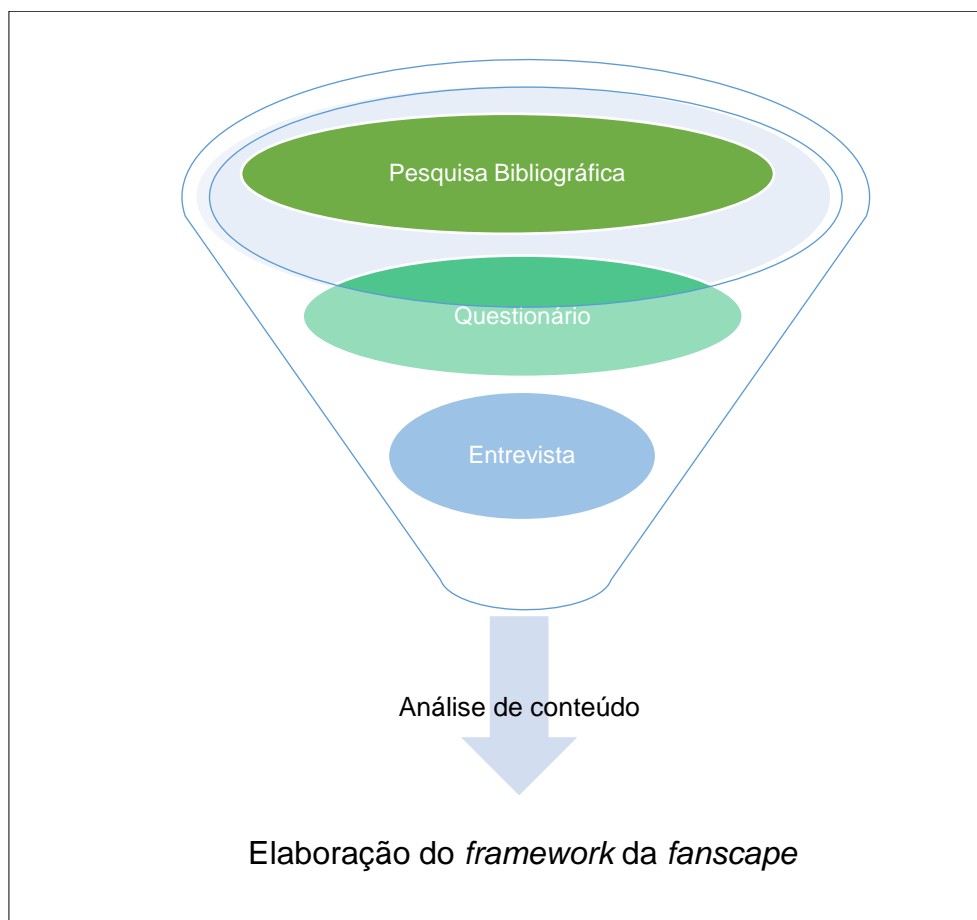 Pesquisa Bibliográfica
Questionário
Entrevista
Análise de conteúdo
Elaboração do framework da fanscape